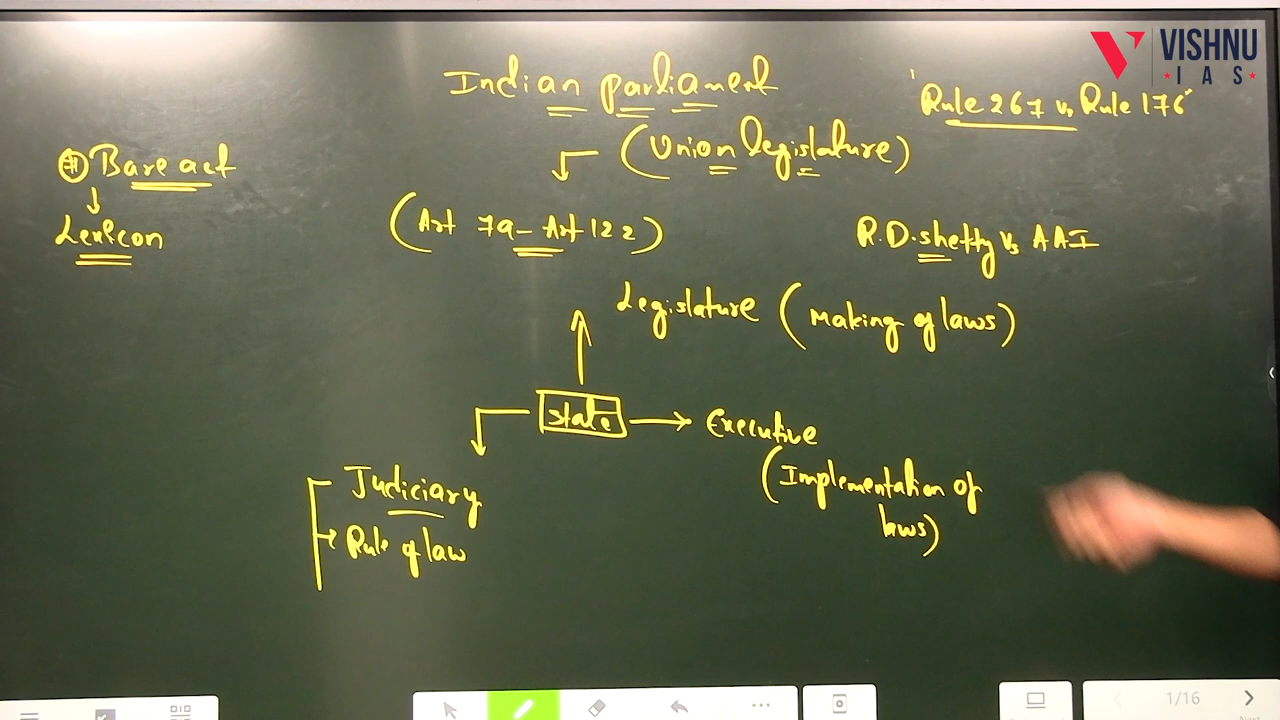 VISHNU
IAS
Indian parliament
'Rule 267 vs Rule 176"
(Union legislature)
# Bare act
Lexicon
(Art 79 - Art 122)
R.D. shetty Vs AAI
Legislature (Making of laws)
State
Executive
(Implementation of
laws)
Judiciary
Rule of law
1/16
Next